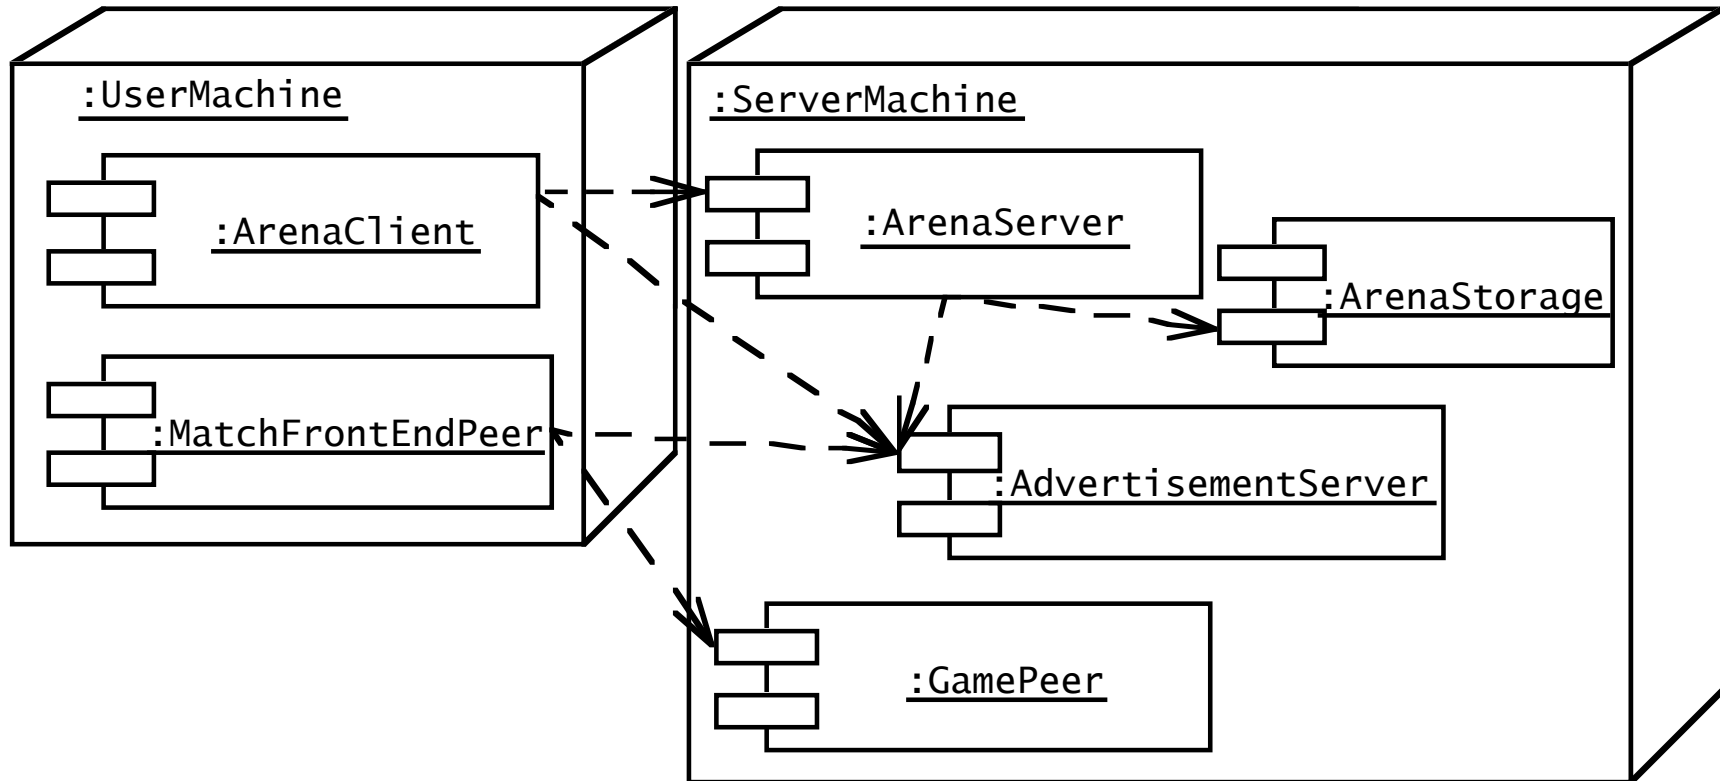 :UserMachine
:ServerMachine
:ArenaClient
:ArenaServer
:ArenaStorage
:MatchFrontEndPeer
:AdvertisementServer
:GamePeer